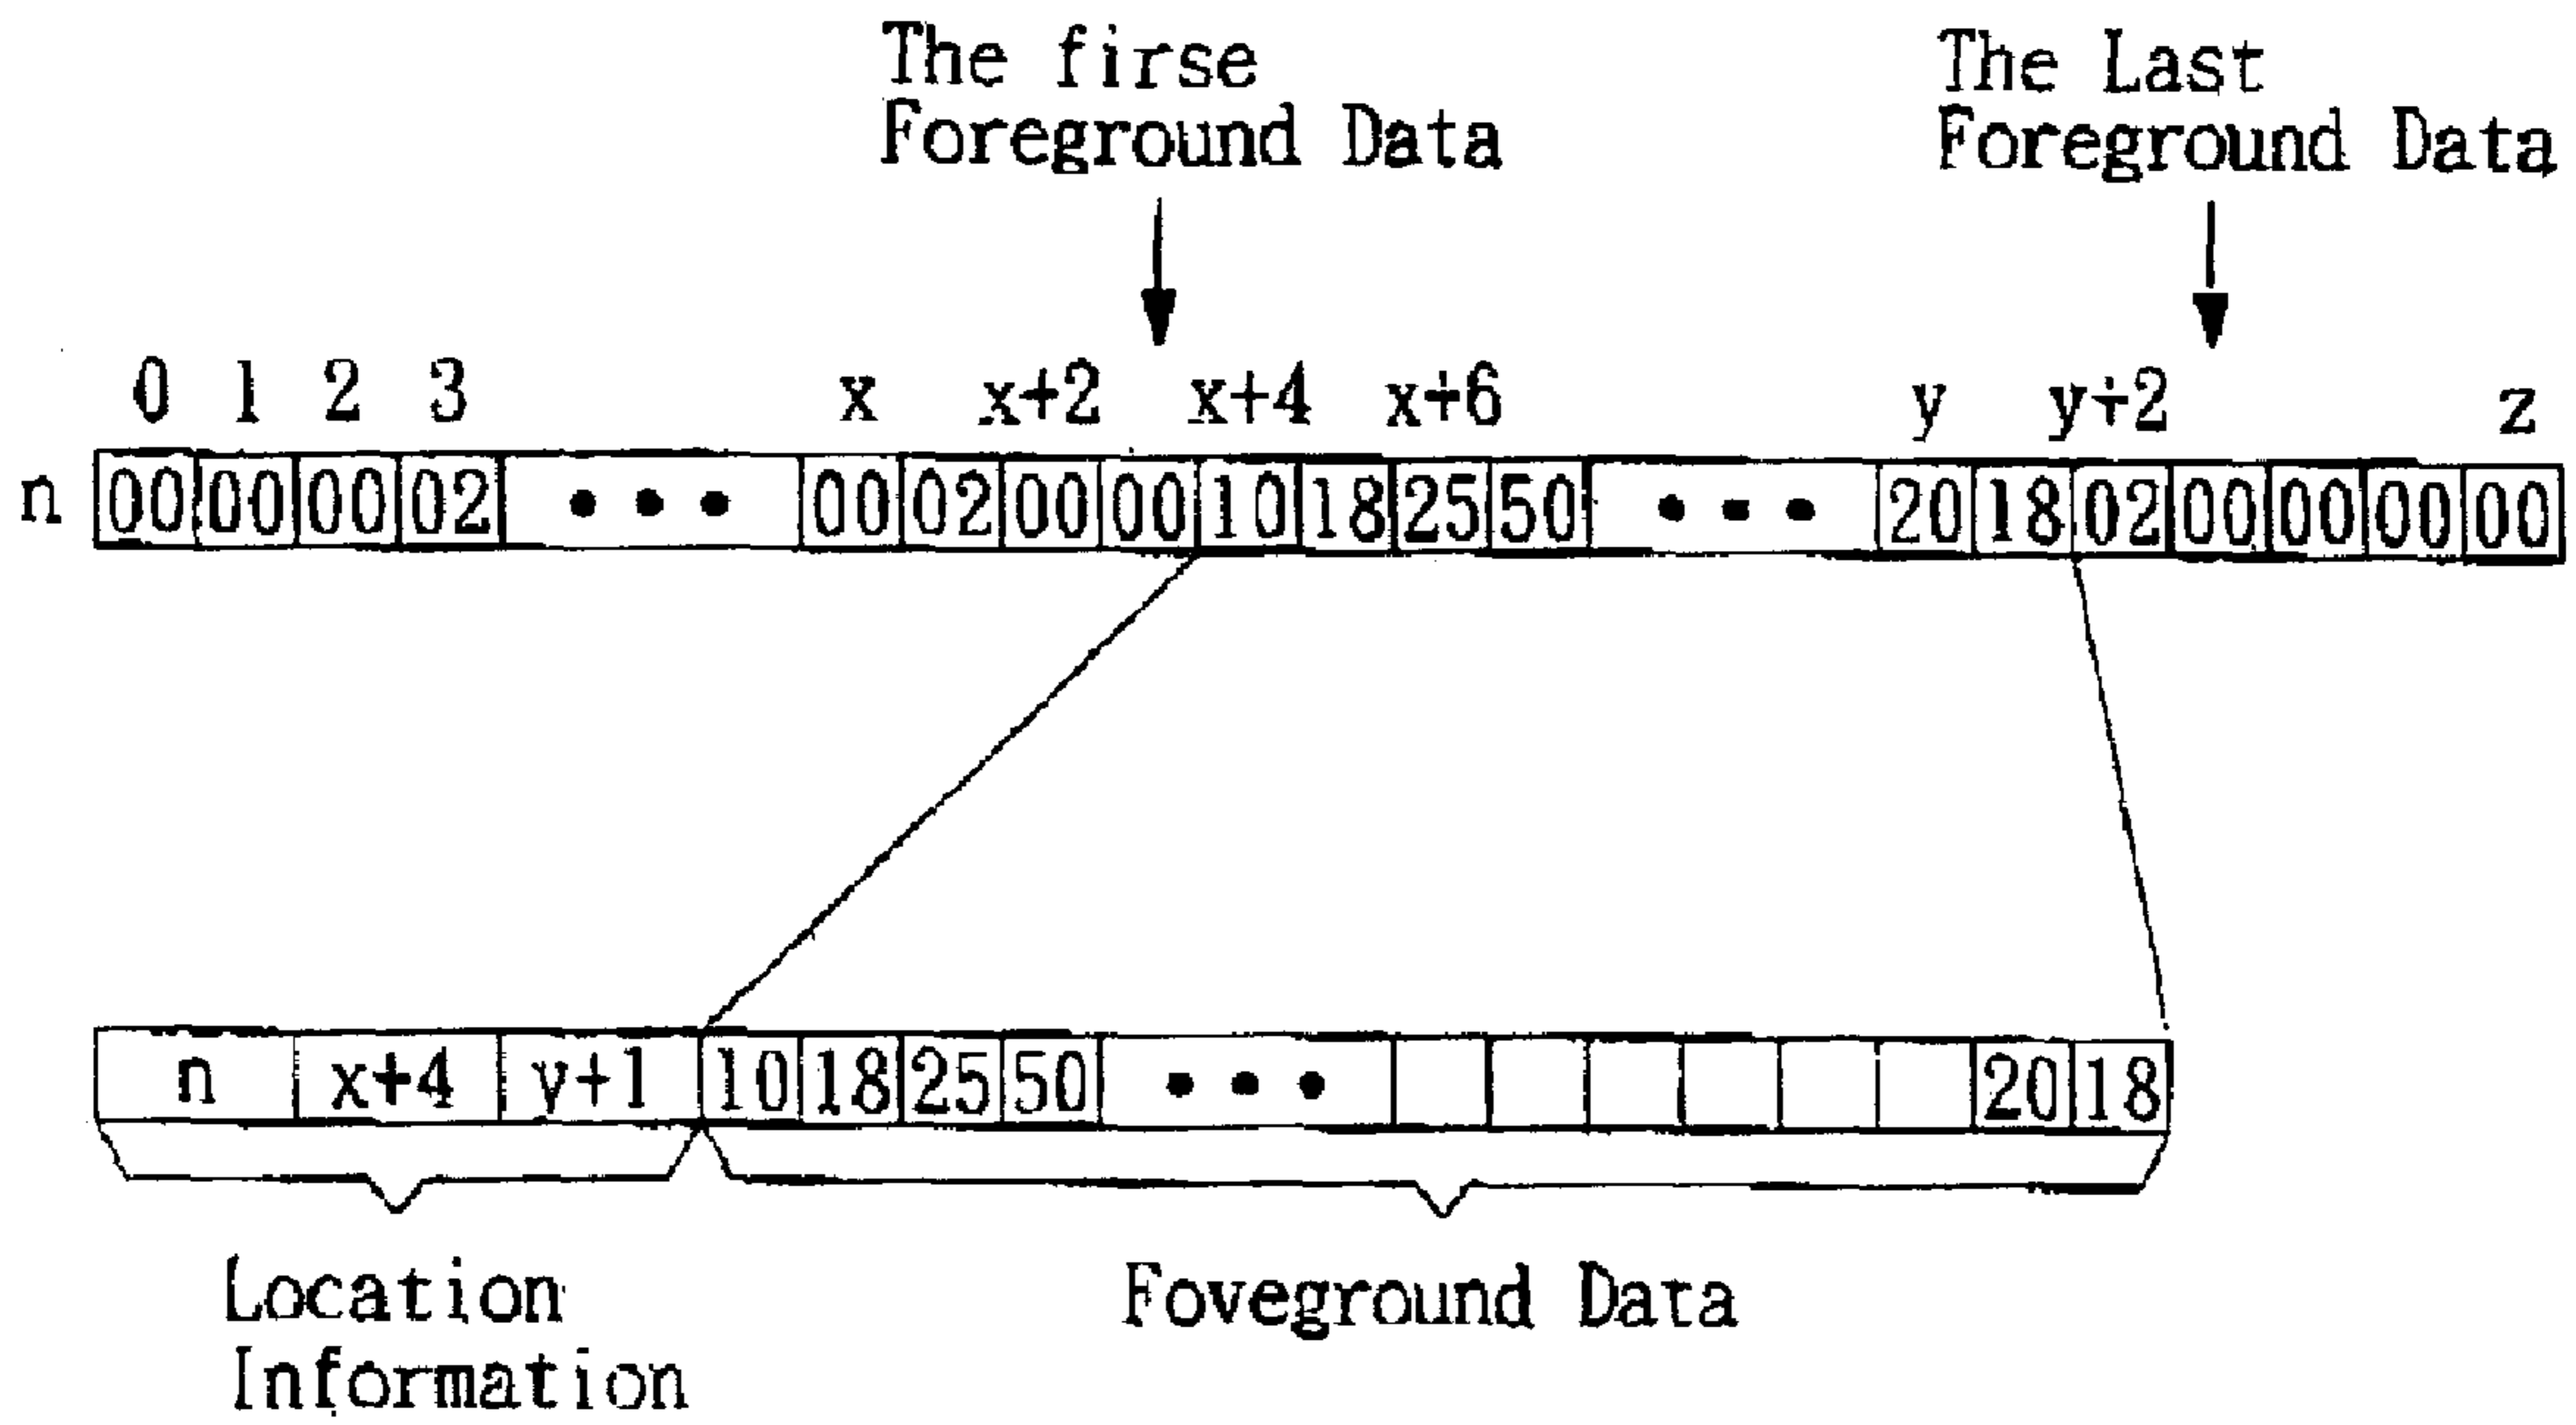 The firse
Foreground Data
The Last
Foreground Data
0 1 2 3 x x+2 x+4 x+6 y y+2 z
n 00 00 00 02 • • • 00 02 00 00 10 18 25 50 • • • 20 18 02 00 00 00 00
n x+4 y+1 10 18 25 50 • • • 20 18
Location
Information
Foveground Data